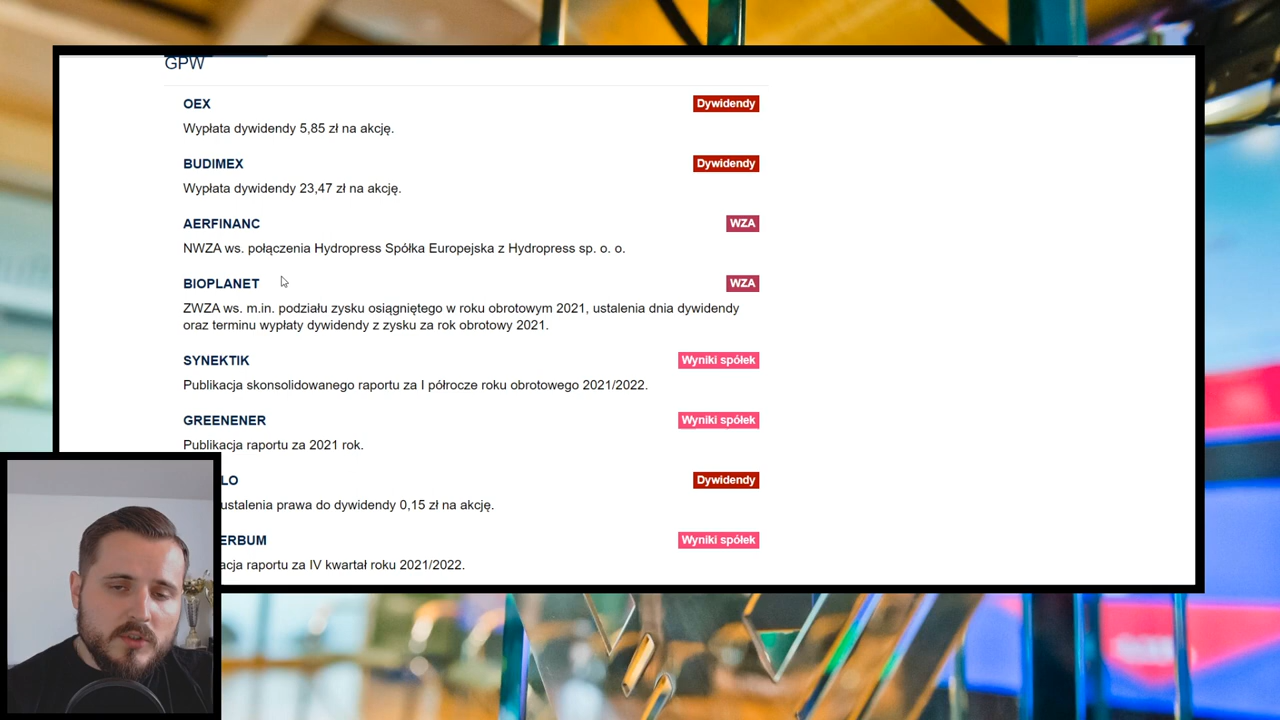 GPW
OEX
Dywidendy
Wypłata dywidendy 5,85 zł na akcję.
BUDIMEX
Dywidendy
Wypłata dywidendy 23,47 zł na akcję.
AERFINANC
WZA
NWZA ws. połączenia Hydropress Spółka Europejska z Hydropress sp. o. o.
BIOPLANET
WZA
ZWZA ws. m.in. podziału zysku osiągniętego w roku obrotowym 2021, ustalenia dnia dywidendy
oraz terminu wypłaty dywidendy z zysku za rok obrotowy 2021.
SYNEKTIK
Wyniki spółek
Publikacja skonsolidowanego raportu za I półrocze roku obrotowego 2021/2022.
GREENENER
Wyniki spółek
Publikacja raportu za 2021 rok.
LO
Dywidendy
ustalenia prawa do dywidendy 0,15 zł na akcję.
ERBUM
Wyniki spółek
acja raportu za IV kwartał roku 2021/2022.